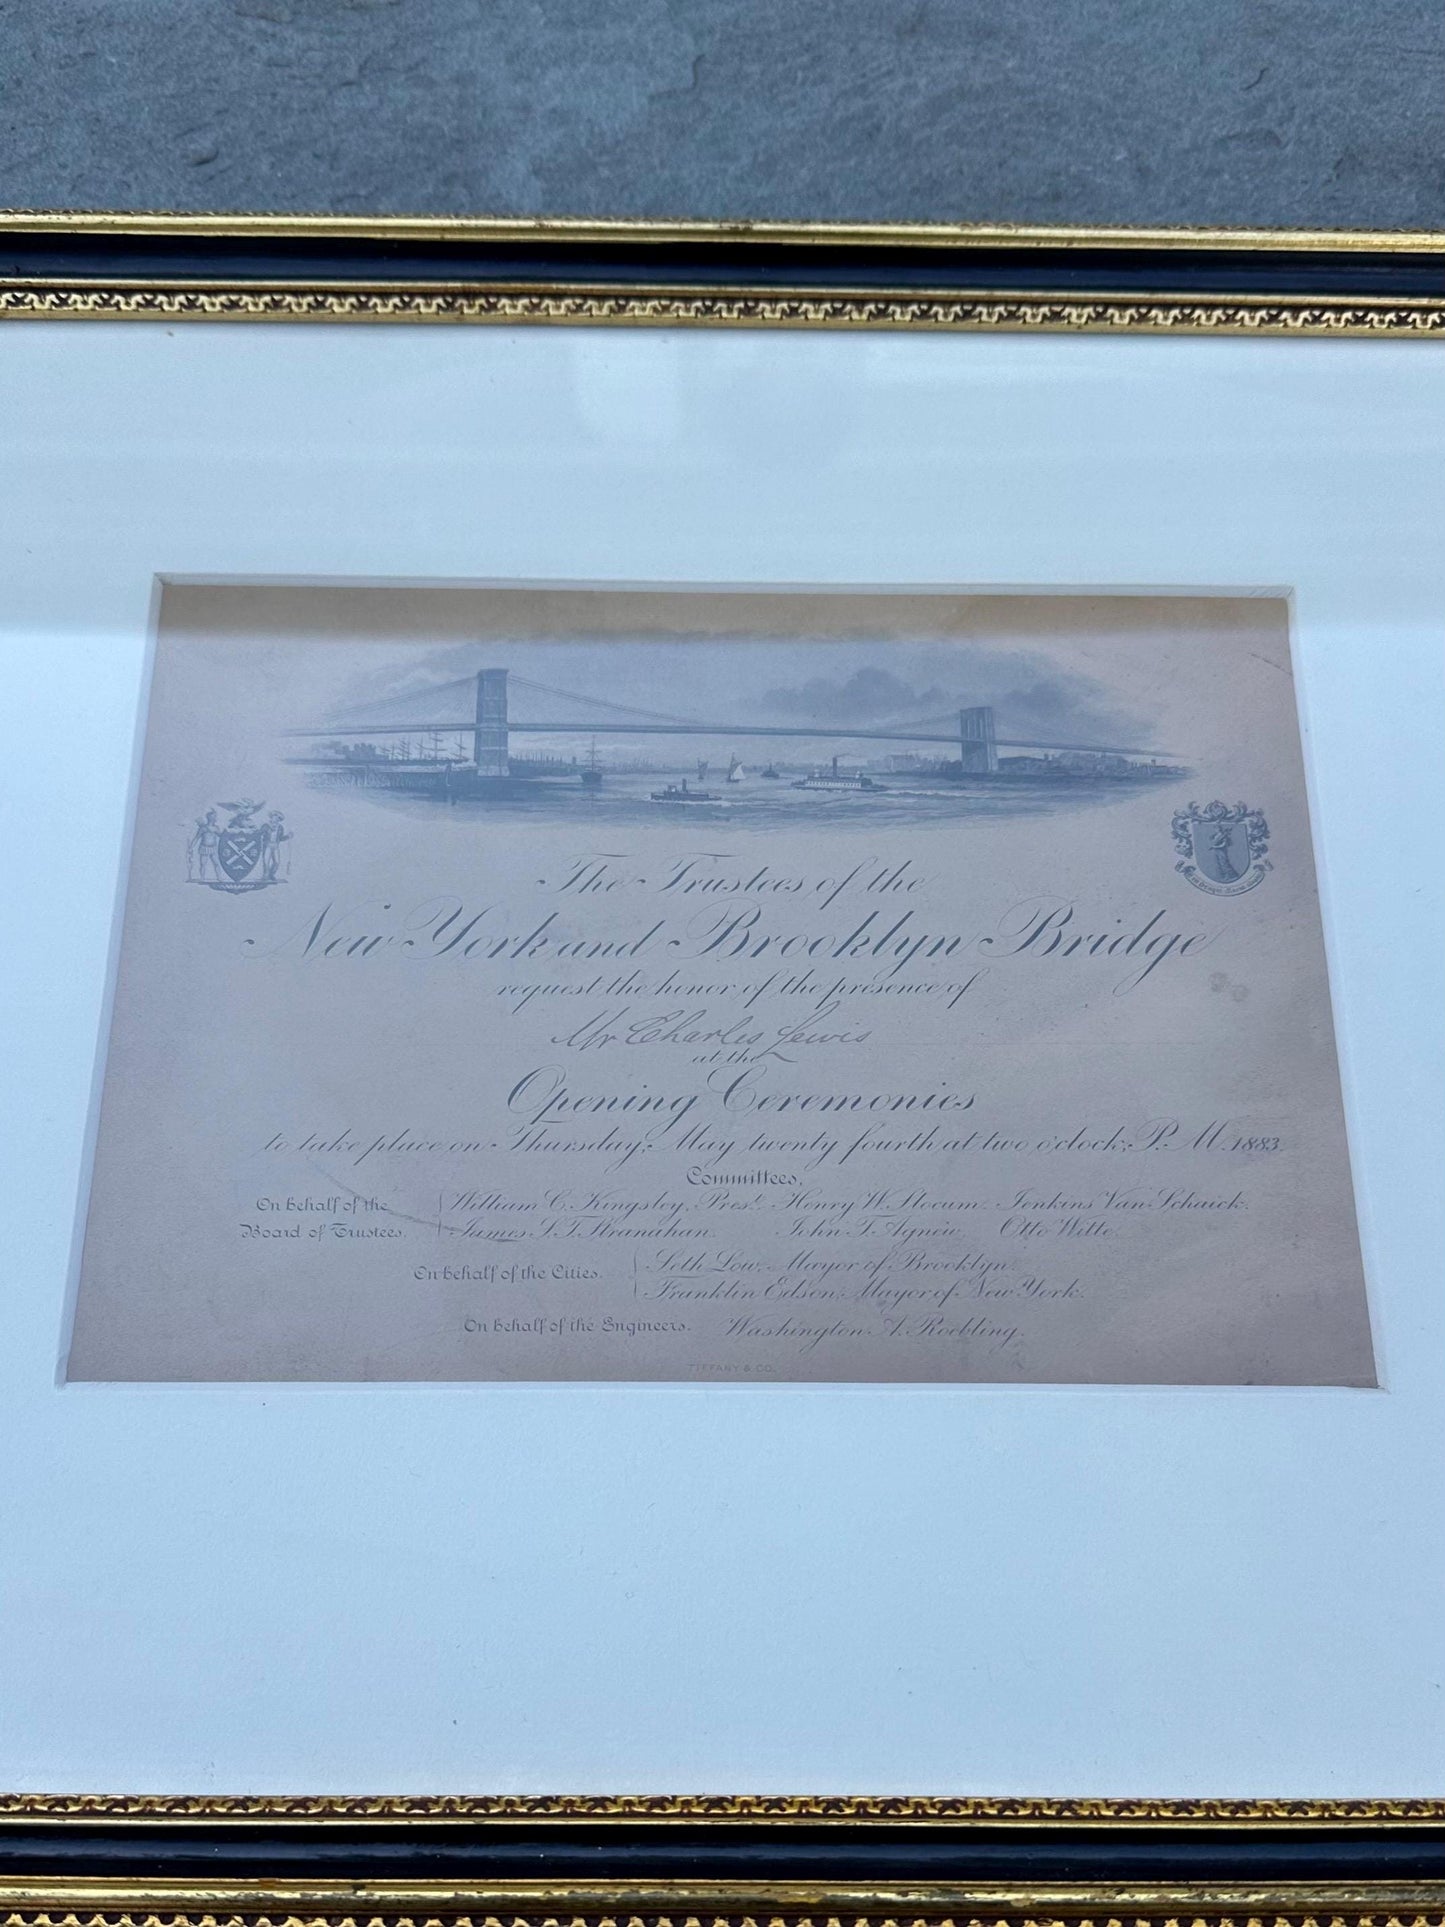 The Trustees of the
New York and Brooklyn Bridge
request the honor of the presence of
Mr Charles Lewis
at the
Opening Ceremonies
to take place on Thursday, May twenty fourth at two o'clock, P. M. 1883.
Committees.
On behalf of the Board of Trustees. William C. Kingsley, Prest. Henry W. Slocum. Jenkins Van Schaick.
James S. T. Stranahan. John T. Agnew. Otto Witte.
On behalf of the Cities. Seth Low, Mayor of Brooklyn.
Franklin Edson, Mayor of New York.
On behalf of the Engineers. Washington A. Roebling.
TIFFANY & CO.